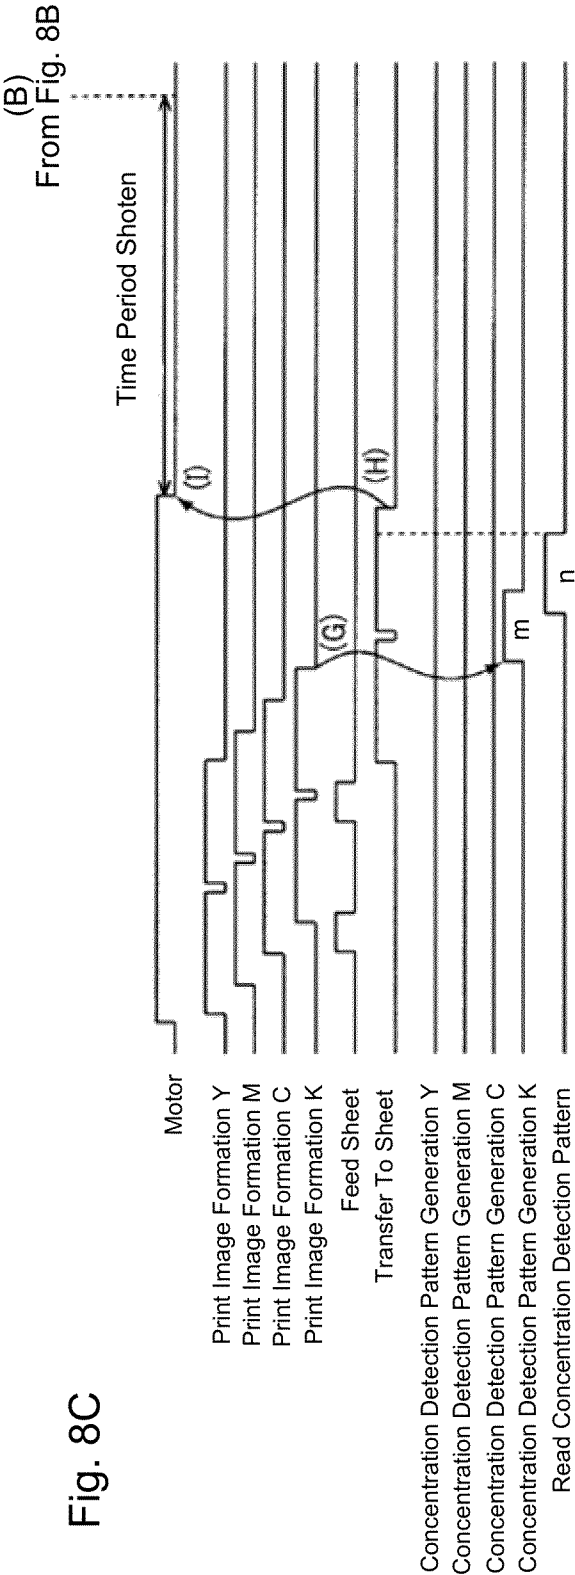 Fig. 8C
(B)
From Fig. 8B
Time Period Shoten
Motor
(I)
Print Image Formation Y
Print Image Formation M
Print Image Formation C
Print Image Formation K
(G)
Feed Sheet
Transfer To Sheet
(H)
Concentration Detection Pattern Generation Y
Concentration Detection Pattern Generation M
Concentration Detection Pattern Generation C
Concentration Detection Pattern Generation K
m
Read Concentration Detection Pattern
n